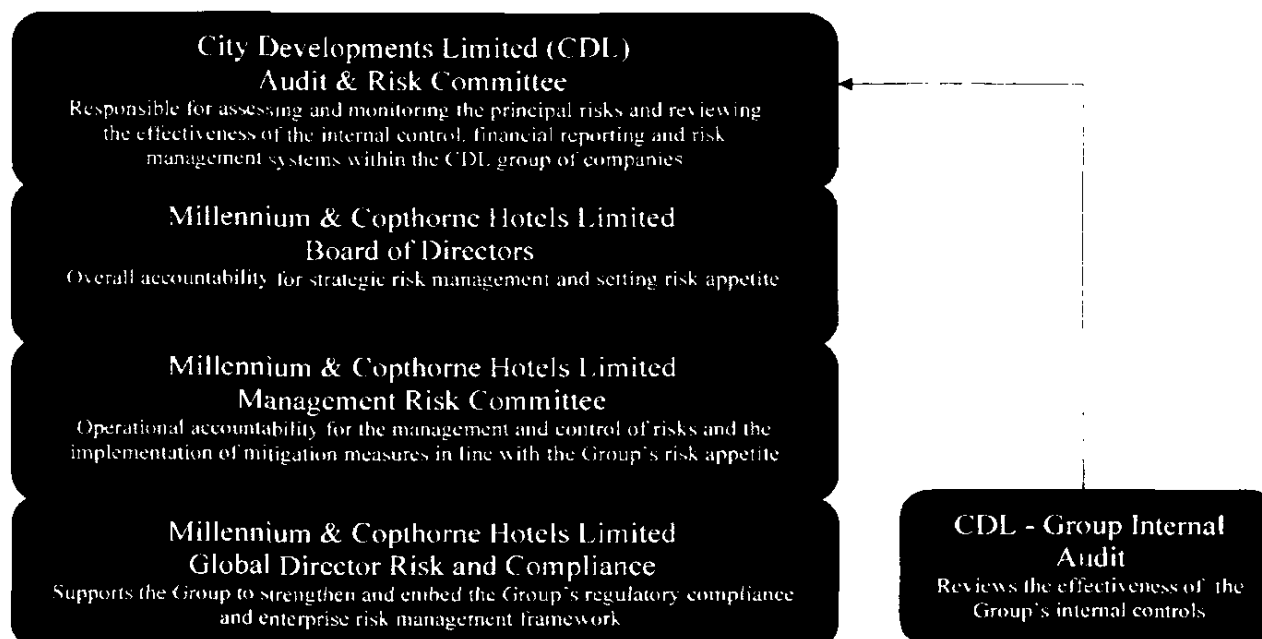 City Developments Limited (CDL)
Audit & Risk Committee
Responsible for assessing and monitoring the principal risks and reviewing
the effectiveness of the internal control, financial reporting and risk
management systems within the CDL group of companies
Millennium & Copthorne Hotels Limited
Board of Directors
Overall accountability for strategic risk management and setting risk appetite
Millennium & Copthorne Hotels Limited
Management Risk Committee
Operational accountability for the management and control of risks and the
implementation of mitigation measures in line with the Group's risk appetite
Millennium & Copthorne Hotels Limited
Global Director Risk and Compliance
Supports the Group to strengthen and embed the Group's regulatory compliance
and enterprise risk management framework
CDL - Group Internal
Audit
Reviews the effectiveness of the
Group's internal controls